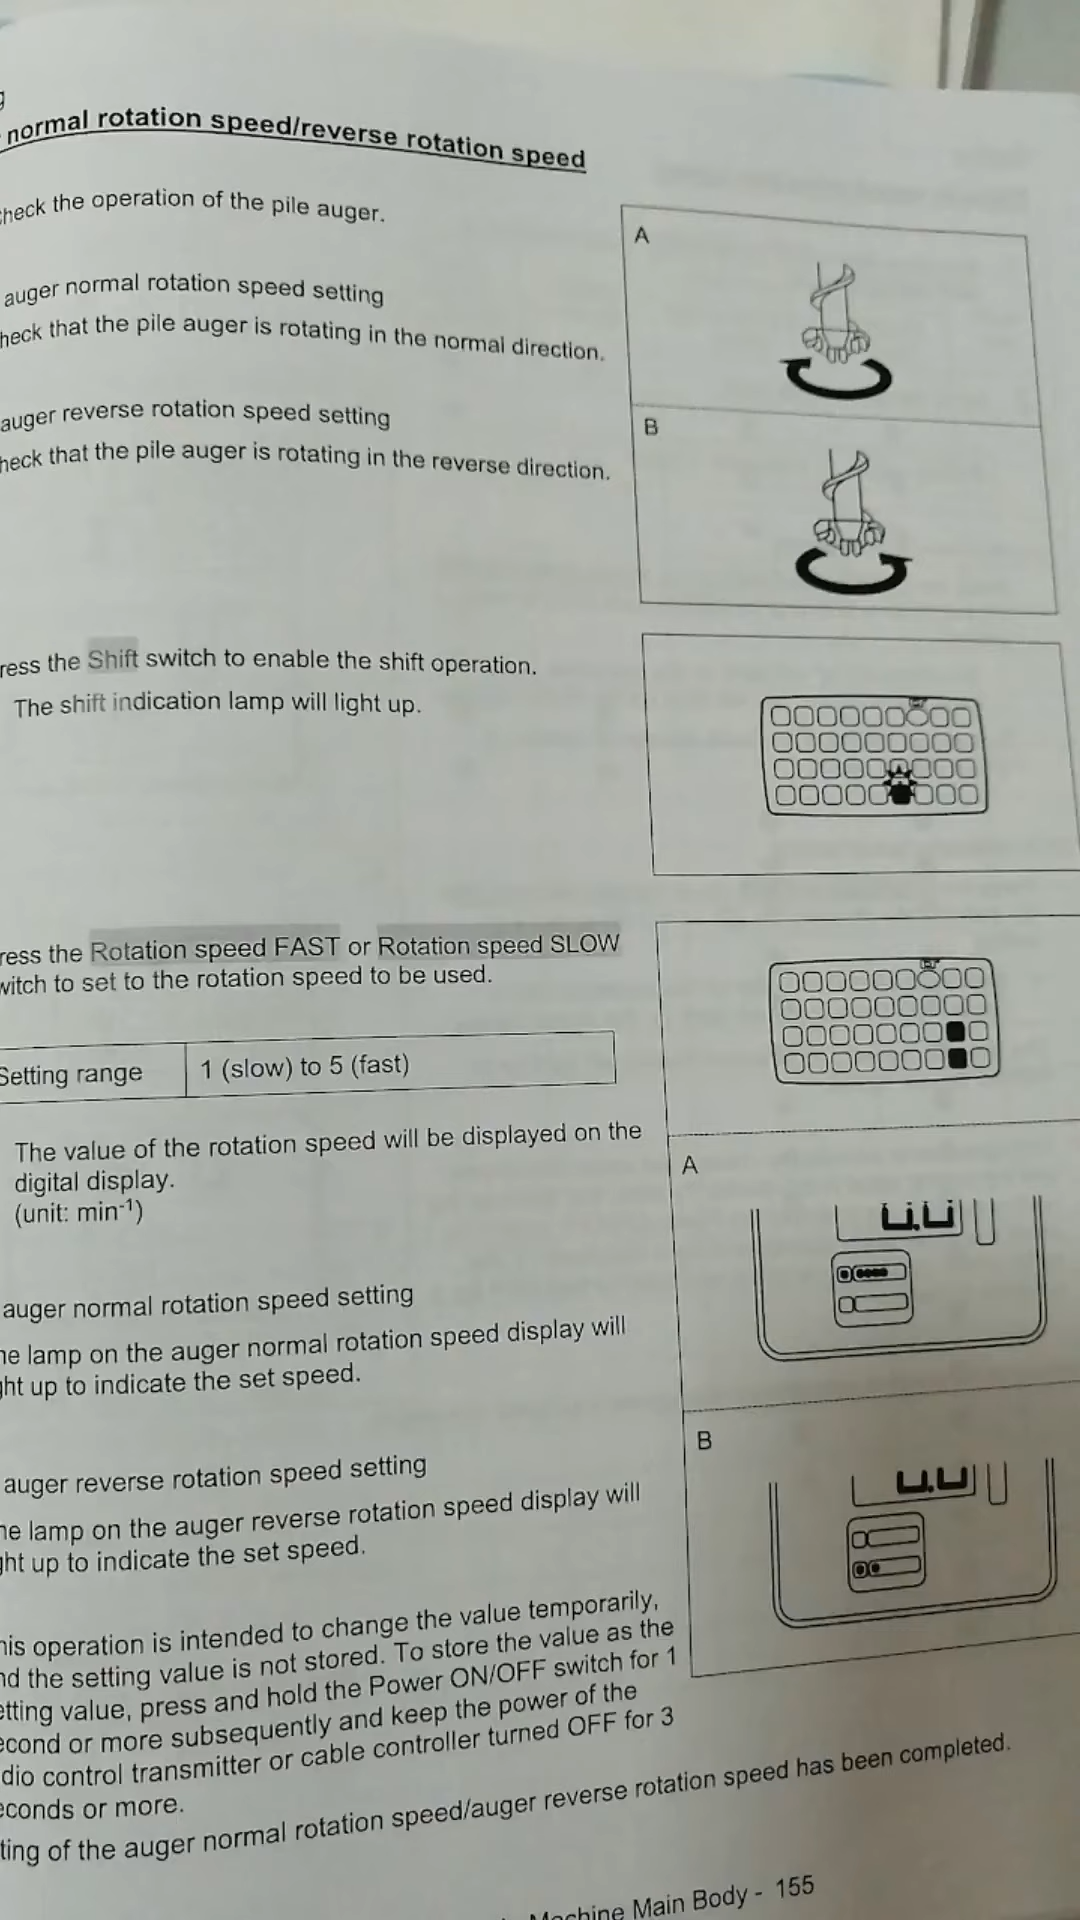 normal rotation speed/reverse rotation speed
heck the operation of the pile auger.
A
auger normal rotation speed setting
heck that the pile auger is rotating in the normal direction.
B
auger reverse rotation speed setting
heck that the pile auger is rotating in the reverse direction.
ress the Shift switch to enable the shift operation.
The shift indication lamp will light up.
ress the Rotation speed FAST or Rotation speed SLOW
witch to set to the rotation speed to be used.
Setting range 1 (slow) to 5 (fast)
The value of the rotation speed will be displayed on the
digital display.
(unit: min-1)
A
auger normal rotation speed setting
he lamp on the auger normal rotation speed display will
ght up to indicate the set speed.
B
auger reverse rotation speed setting
he lamp on the auger reverse rotation speed display will
ght up to indicate the set speed.
his operation is intended to change the value temporarily,
nd the setting value is not stored. To store the value as the
etting value, press and hold the Power ON/OFF switch for 1
econd or more subsequently and keep the power of the
dio control transmitter or cable controller turned OFF for 3
econds or more.
ting of the auger normal rotation speed/auger reverse rotation speed has been completed.
Machine Main Body - 155